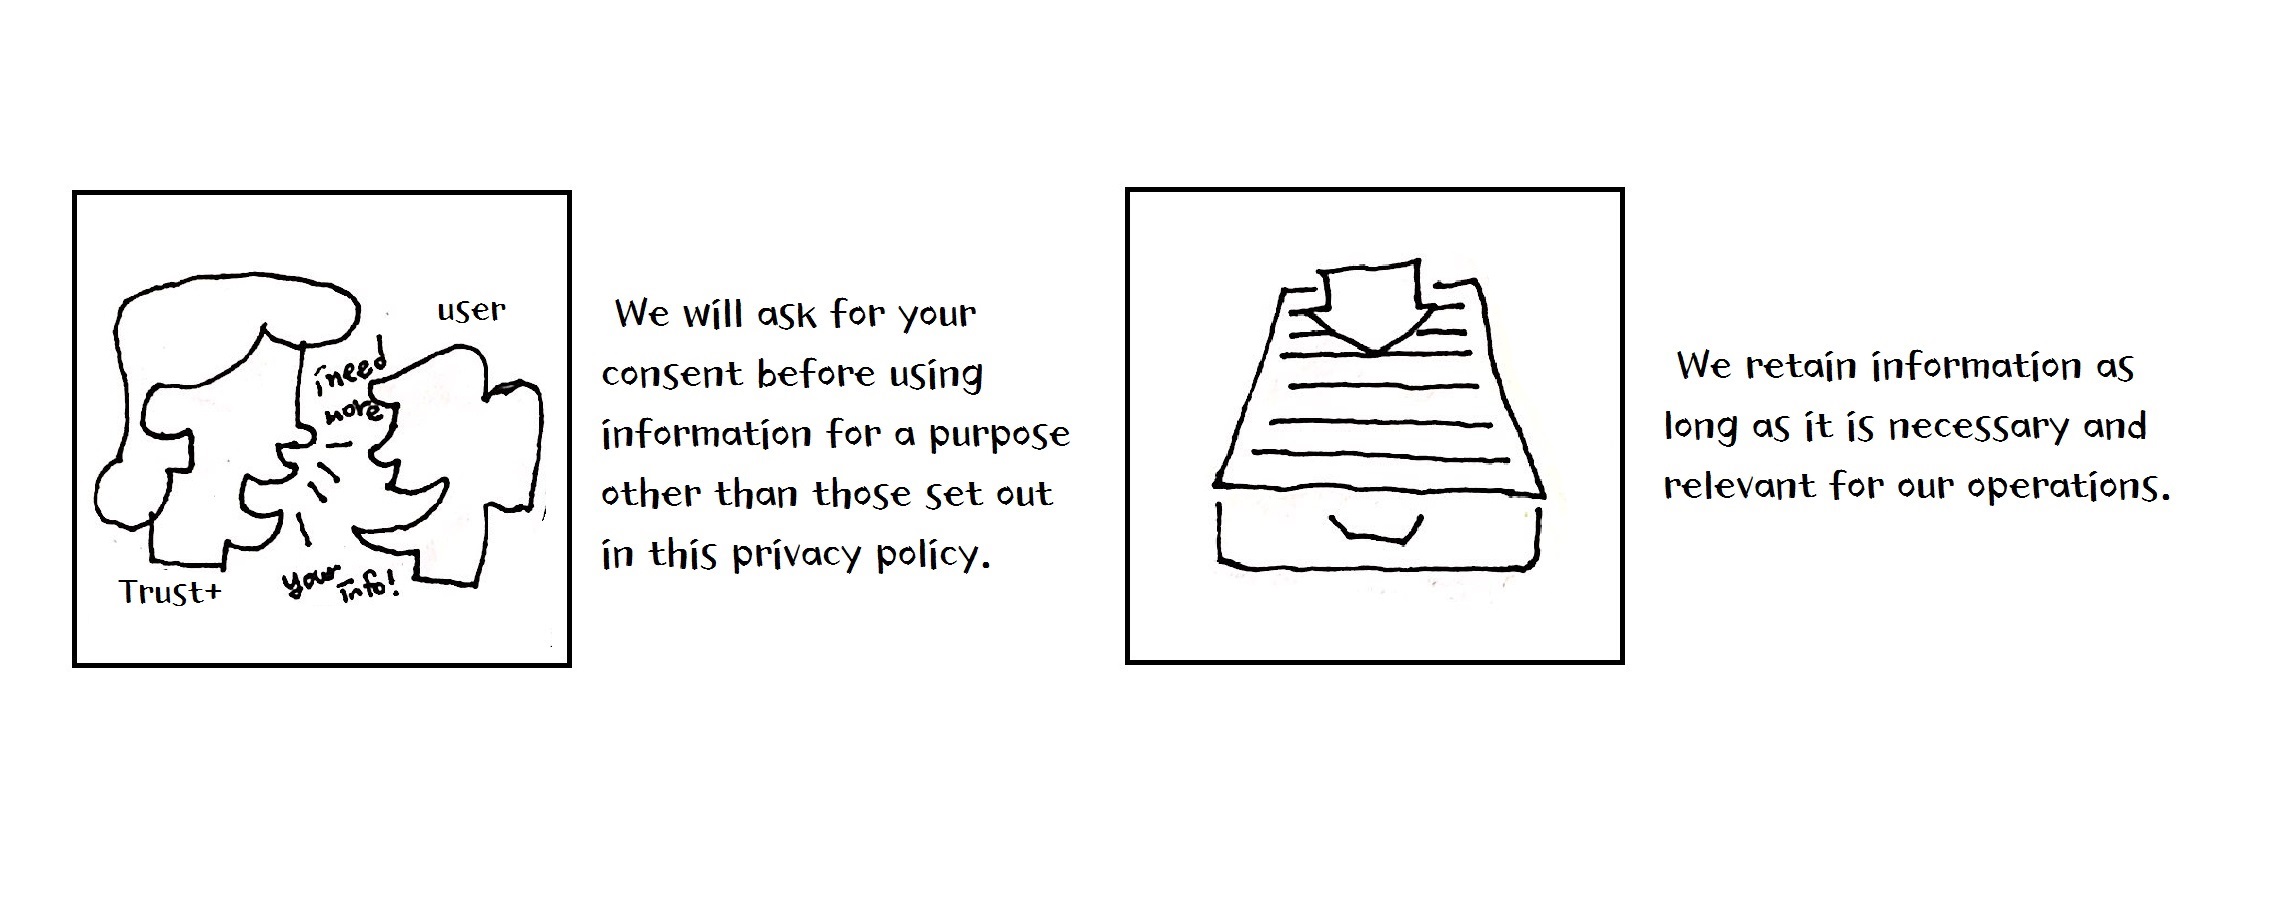 user
i need
more
your
info!
Trust+
We will ask for your
consent before using
information for a purpose
other than those set out
in this privacy policy.
We retain information as
long as it is necessary and
relevant for our operations.